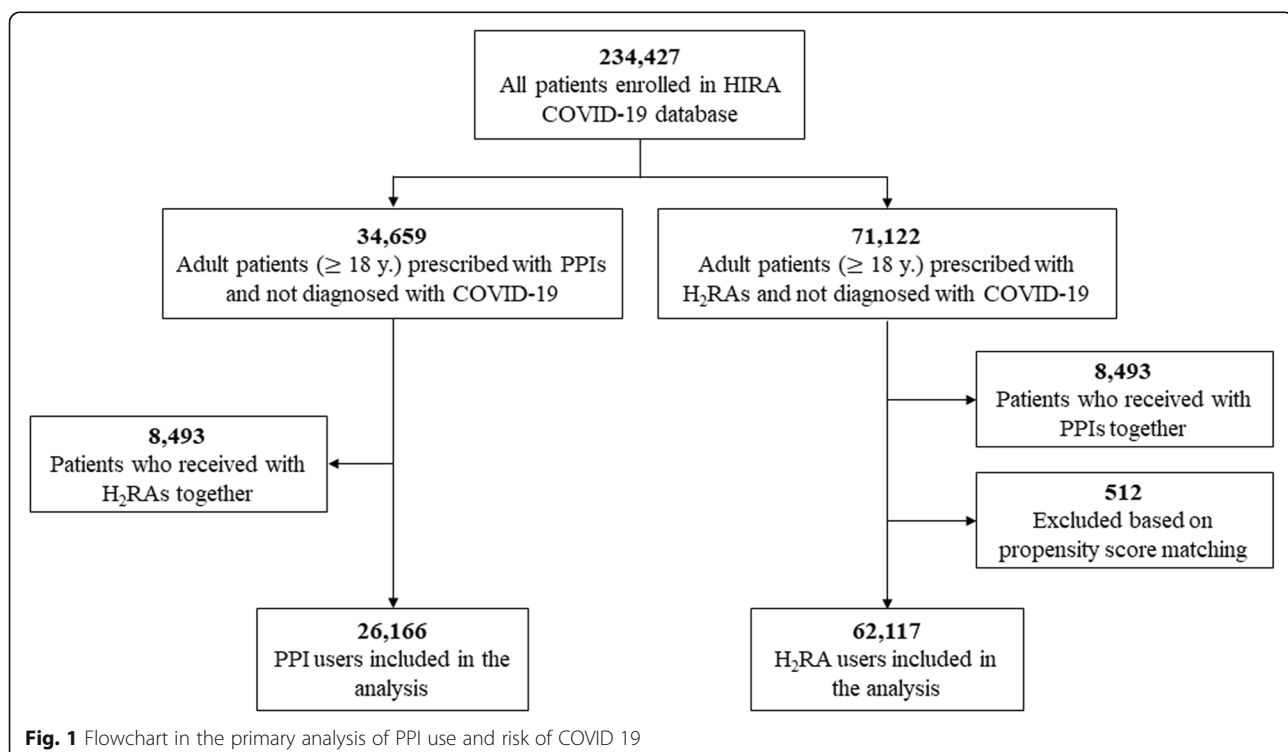 234,427
All patients enrolled in HIRA
COVID-19 database
34,659
Adult patients (≥ 18 y.) prescribed with PPIs
and not diagnosed with COVID-19
71,122
Adult patients (≥ 18 y.) prescribed with
H₂RAs and not diagnosed with COVID-19
8,493
Patients who received with
PPIs together
8,493
Patients who received with
H₂RAs together
512
Excluded based on
propensity score matching
26,166
PPI users included in the
analysis
62,117
H₂RA users included in
the analysis
Fig. 1 Flowchart in the primary analysis of PPI use and risk of COVID 19